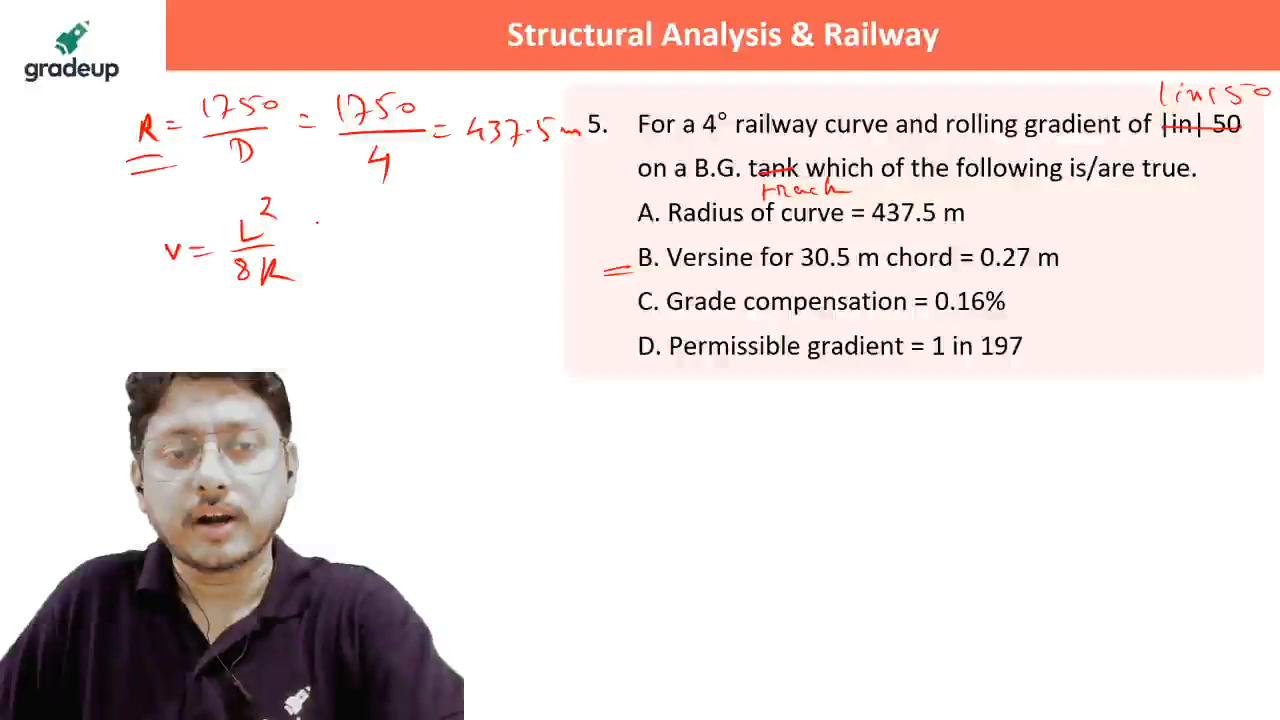 Structural Analysis & Railway
gradeup
R = 1750 / D = 1750 / 4 = 437.5 m
V = L² / 8R
1 in 150
5. For a 4° railway curve and rolling gradient of |in| 50
on a B.G. tank which of the following is/are true.
track
A. Radius of curve = 437.5 m
B. Versine for 30.5 m chord = 0.27 m
C. Grade compensation = 0.16%
D. Permissible gradient = 1 in 197